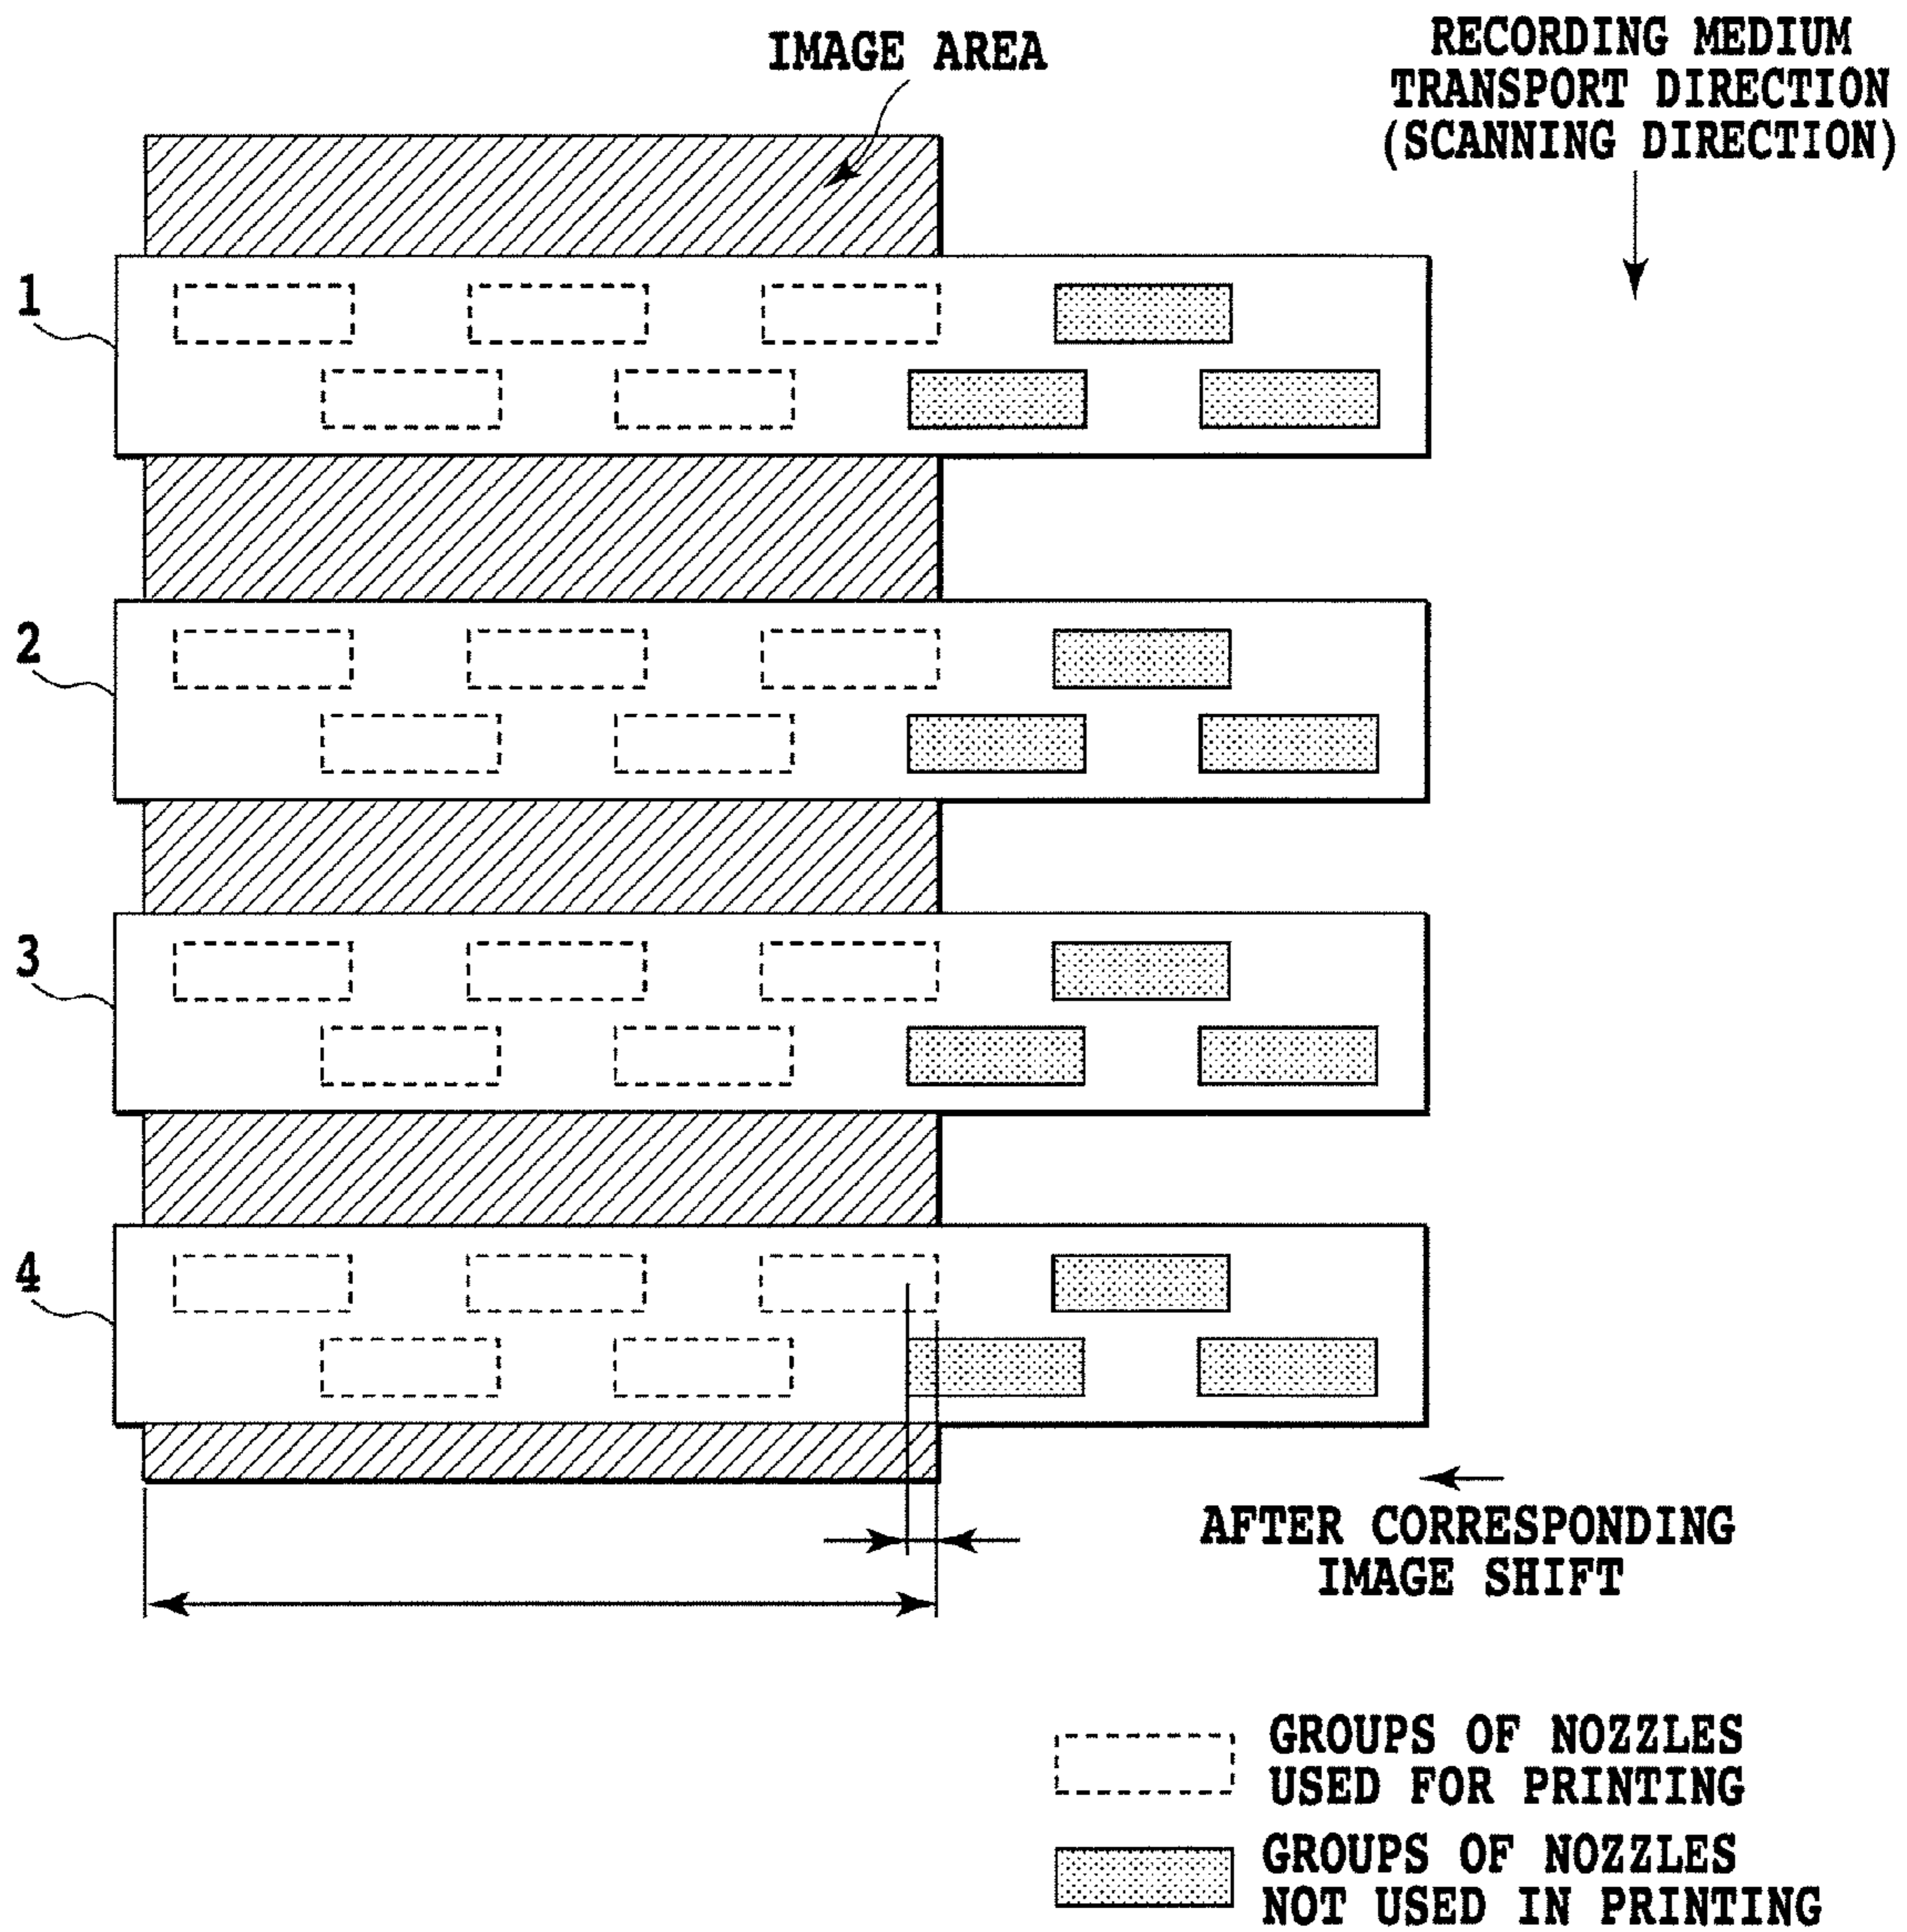 IMAGE AREA
RECORDING MEDIUM
TRANSPORT DIRECTION
(SCANNING DIRECTION)
1
2
3
4
AFTER CORRESPONDING
IMAGE SHIFT
GROUPS OF NOZZLES
USED FOR PRINTING
GROUPS OF NOZZLES
NOT USED IN PRINTING